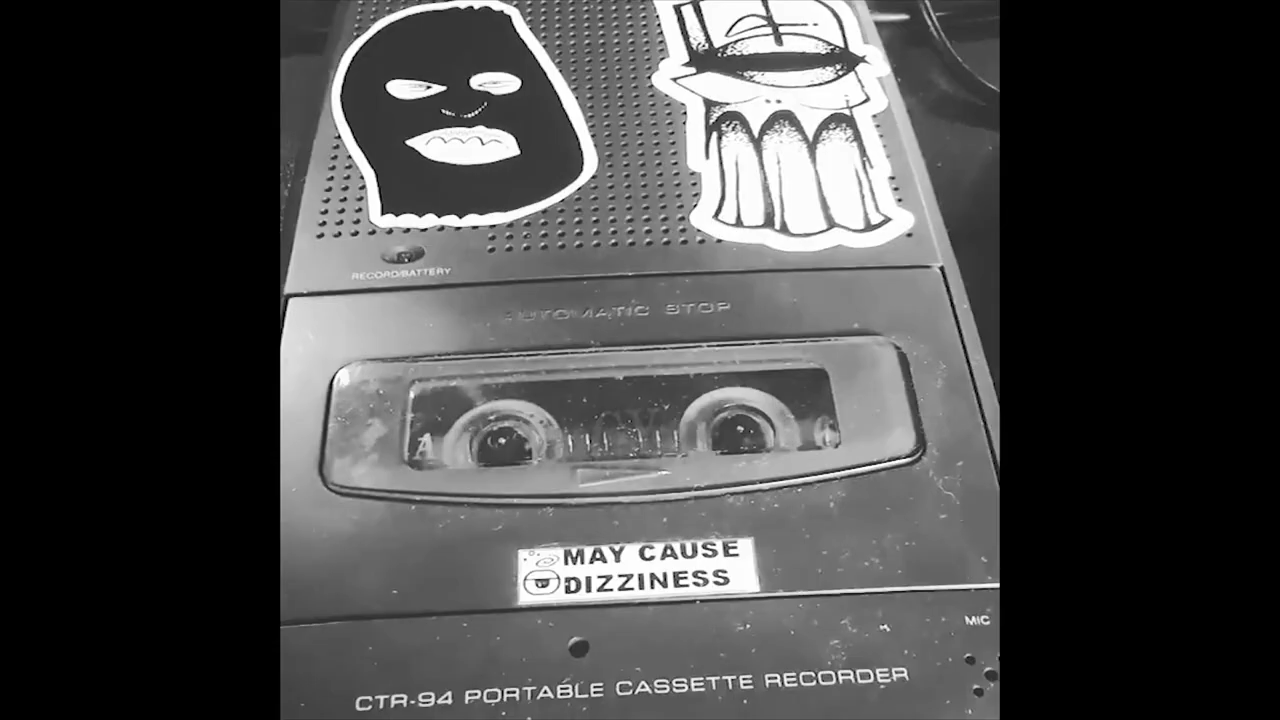 RECORD/BATTERY
AUTOMATIC STOP
A
MAY CAUSE
DIZZINESS
MIC
CTR-94 PORTABLE CASSETTE RECORDER